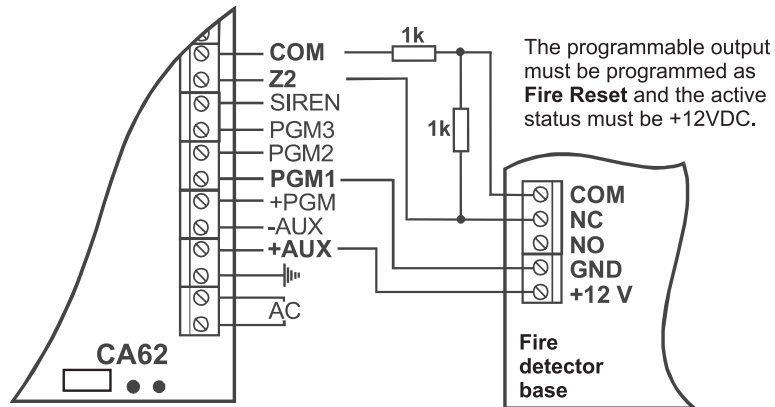 COM
Z2
SIREN
PGM3
PGM2
PGM1
+PGM
-AUX
+AUX
AC
CA62
1k
1k
The programmable output
must be programmed as
Fire Reset and the active
status must be +12VDC.
COM
NC
NO
GND
+12 V
Fire
detector
base